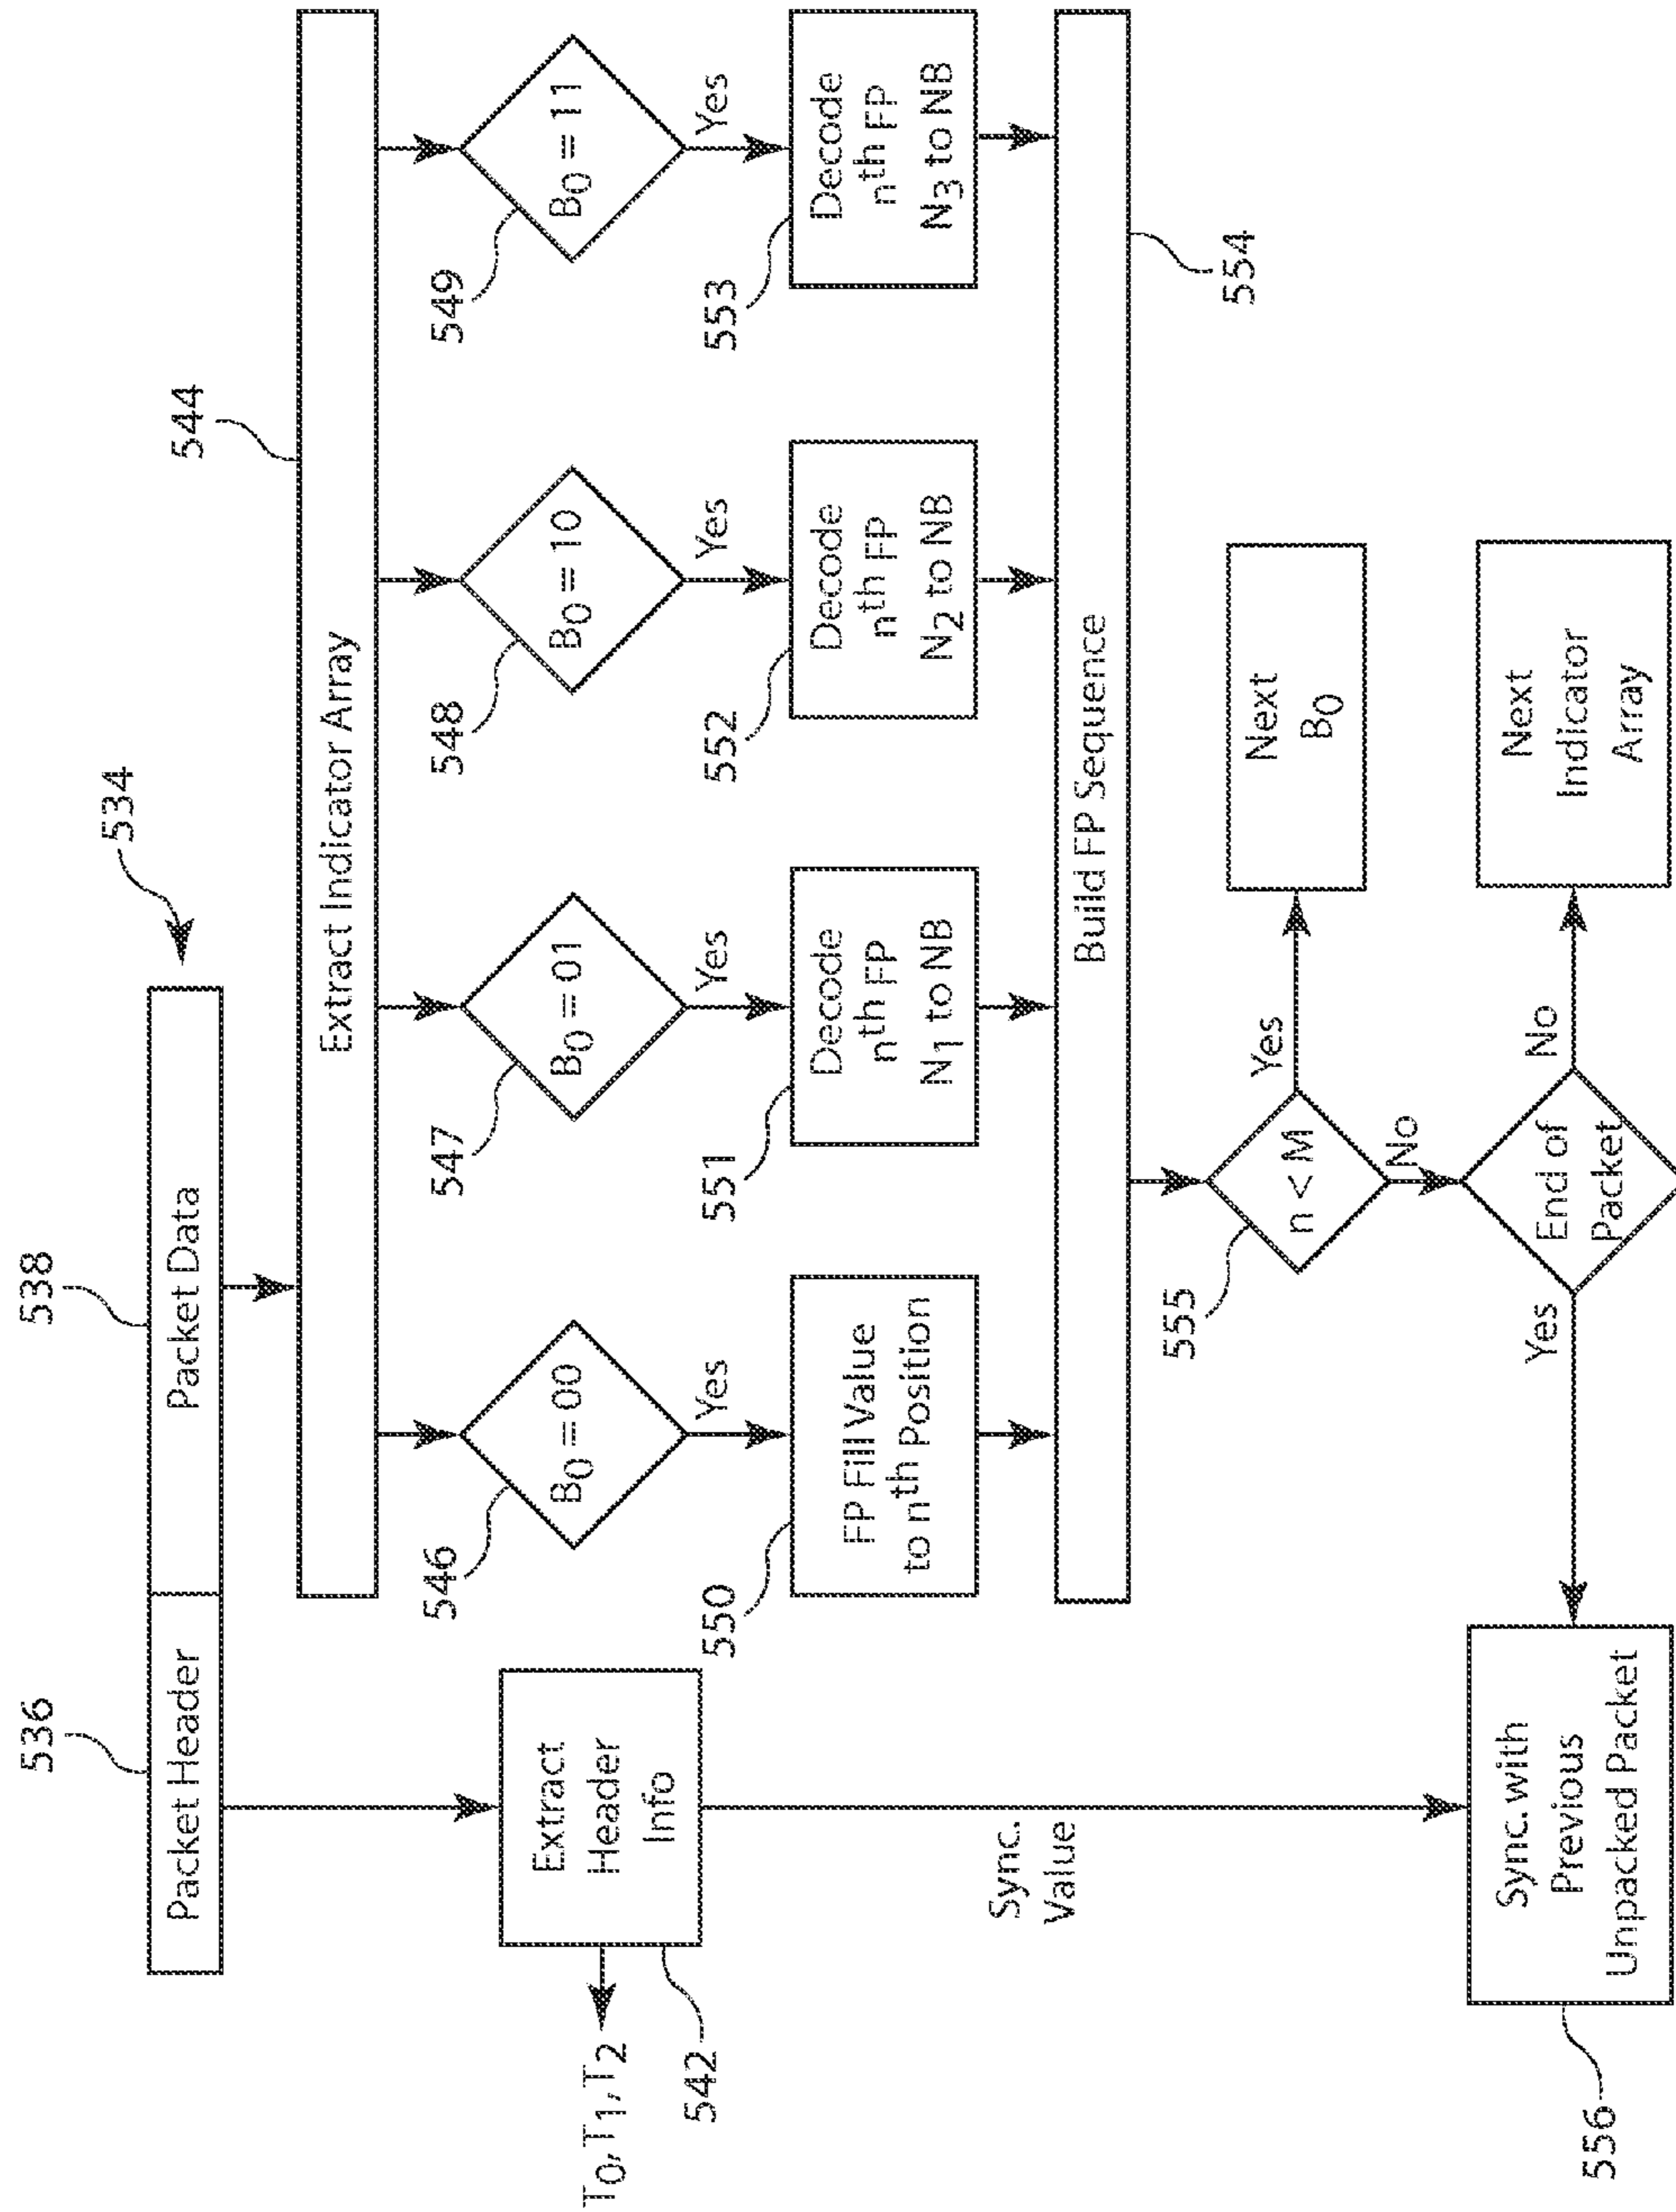 534
536
538
Packet Header
Packet Data
544
Extract Indicator Array
546
547
548
549
B0 = 00
B0 = 01
B0 = 10
B0 = 11
Yes
Yes
Yes
Yes
T0, T1, T2
542
Extract
Header
Info
550
FP Fill Value
to nth Position
551
Decode
nth FP
N1 to NB
552
Decode
nth FP
N2 to NB
553
Decode
nth FP
N3 to NB
Build FP Sequence
554
Sync.
Value
555
n < M
Yes
Next
B0
No
556
Sync. with
Previous
Unpacked Packet
Yes
End of
Packet
No
Next
Indicator
Array